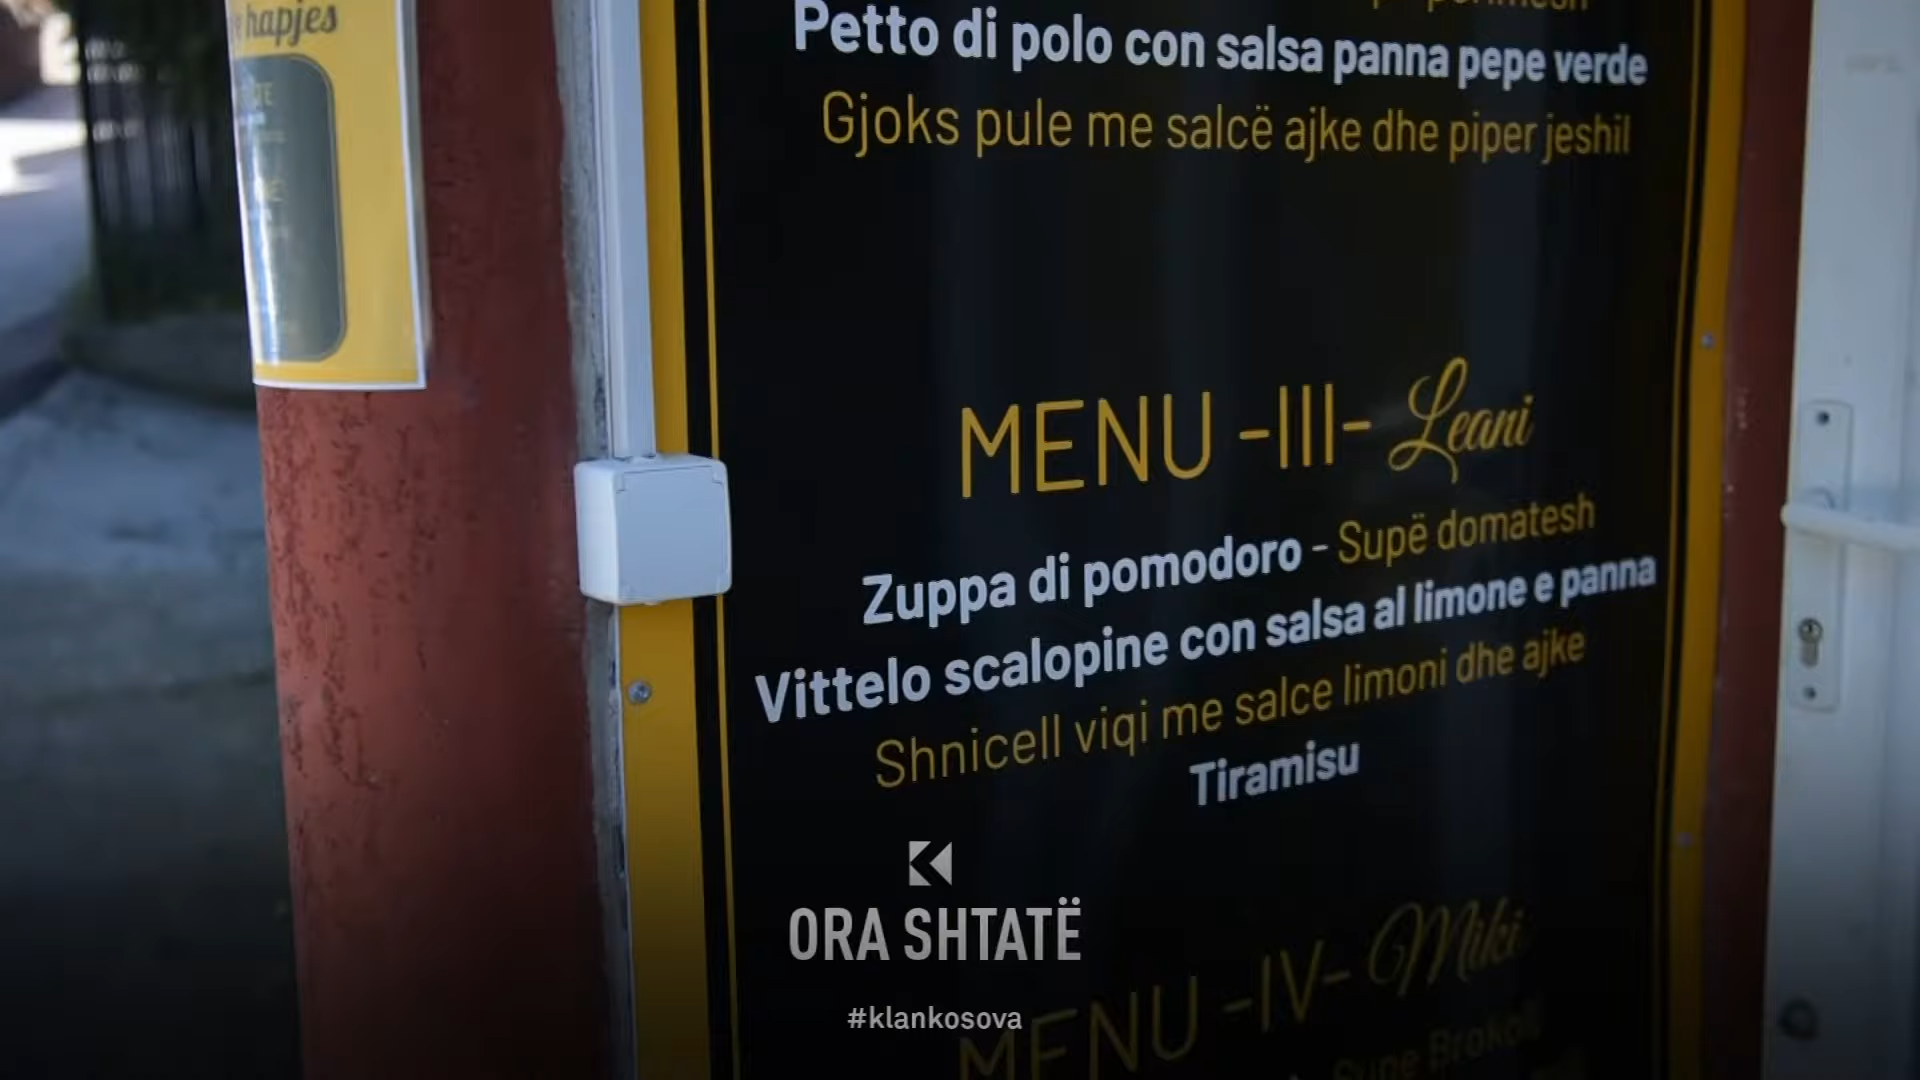 hapjes
Petto di polo con salsa panna pepe verde
Gjoks pule me salcë ajke dhe piper jeshil
MENU -III- Leani
Zuppa di pomodoro - Supë domatesh
Vittelo scalopine con salsa al limone e panna
Shnicell viqi me salce limoni dhe ajke
Tiramisu
ORA SHTATË
#klankosova
MENU -IV- Miki
Supe Brokoli